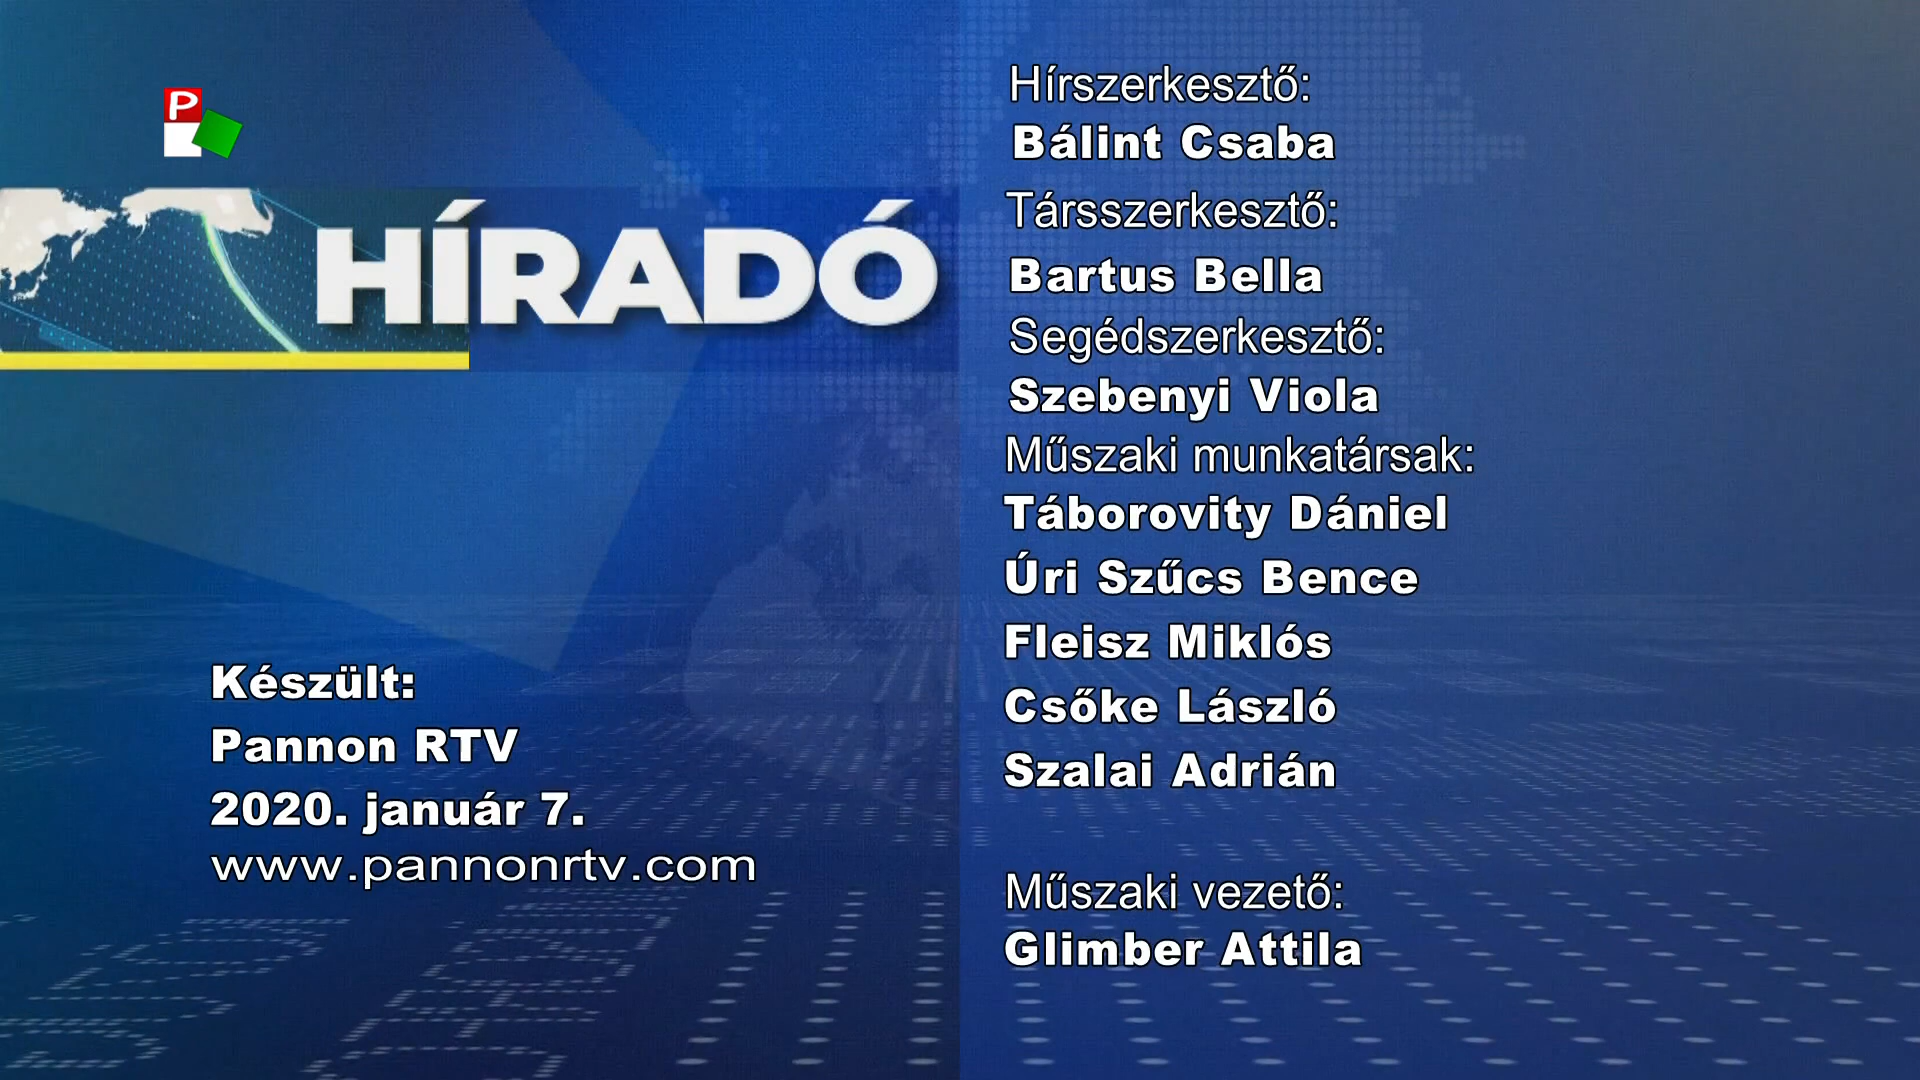 P
HÍRADÓ
Készült:
Pannon RTV
2020. január 7.
www.pannonrtv.com
Hírszerkesztő:
Bálint Csaba
Társszerkesztő:
Bartus Bella
Segédszerkesztő:
Szebenyi Viola
Műszaki munkatársak:
Táborovity Dániel
Úri Szűcs Bence
Fleisz Miklós
Csőke László
Szalai Adrián
Műszaki vezető:
Glimber Attila